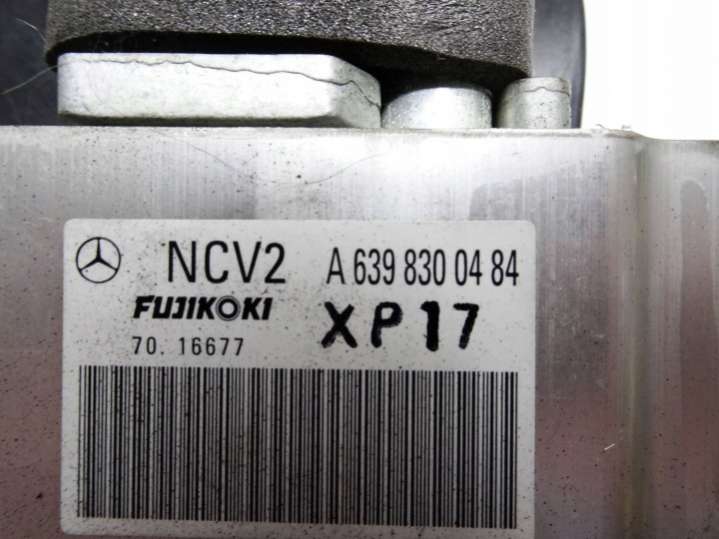 NCV2 A 639 830 04 84
FUJIKOKI XP17
70. 16677